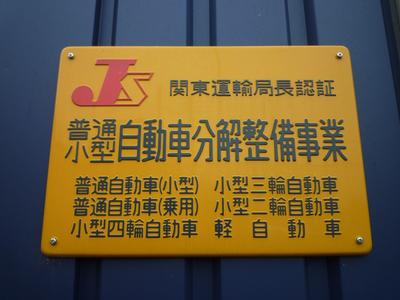 JS 関東運輸局長認証
普通
小型 自動車分解整備事業
普通自動車(小型) 小型三輪自動車
普通自動車(乗用) 小型二輪自動車
小型四輪自動車 軽自動車